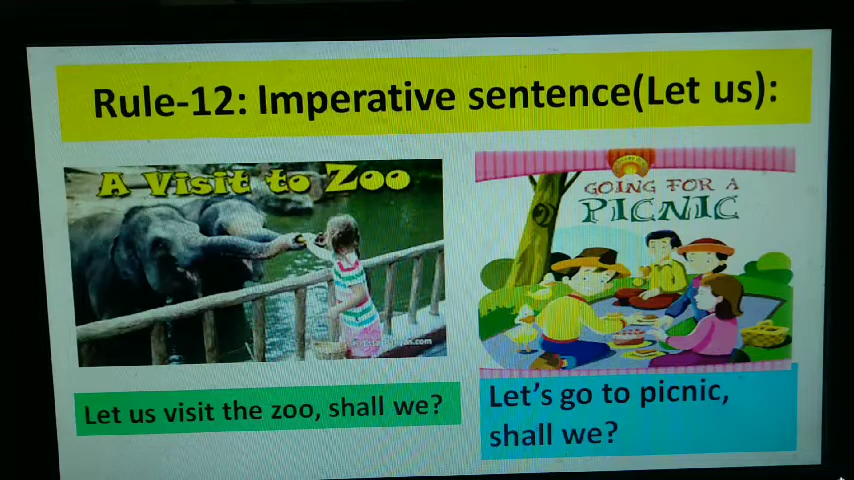 Rule-12: Imperative sentence(Let us):
A Visit to Zoo
GOING FOR A
PICNIC
Let us visit the zoo, shall we?
Let's go to picnic,
shall we?